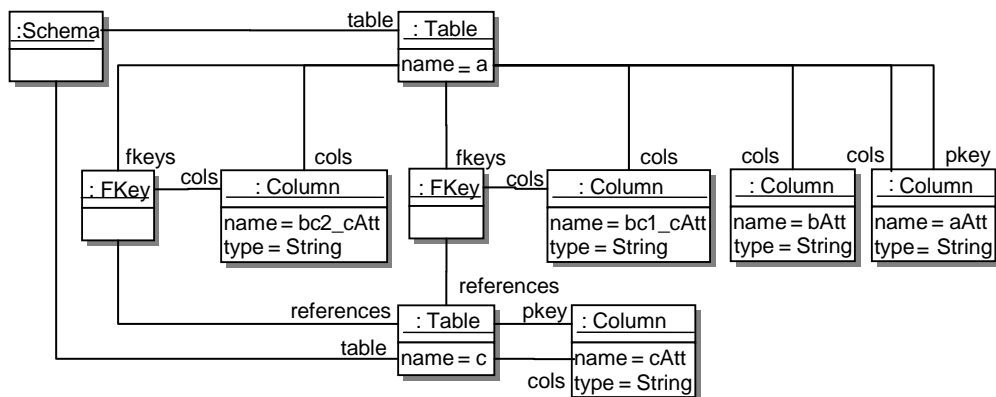 table
:Schema
: Table
name = a
fkeys
cols
fkeys
cols
cols
cols
pkey
: FKey
cols
: Column
name = bc2_cAtt
type = String
: FKey
cols
: Column
name = bc1_cAtt
type = String
: Column
name = bAtt
type = String
: Column
name = aAtt
type = String
references
references
: Table
name = c
pkey
: Column
name = cAtt
type = String
table
cols